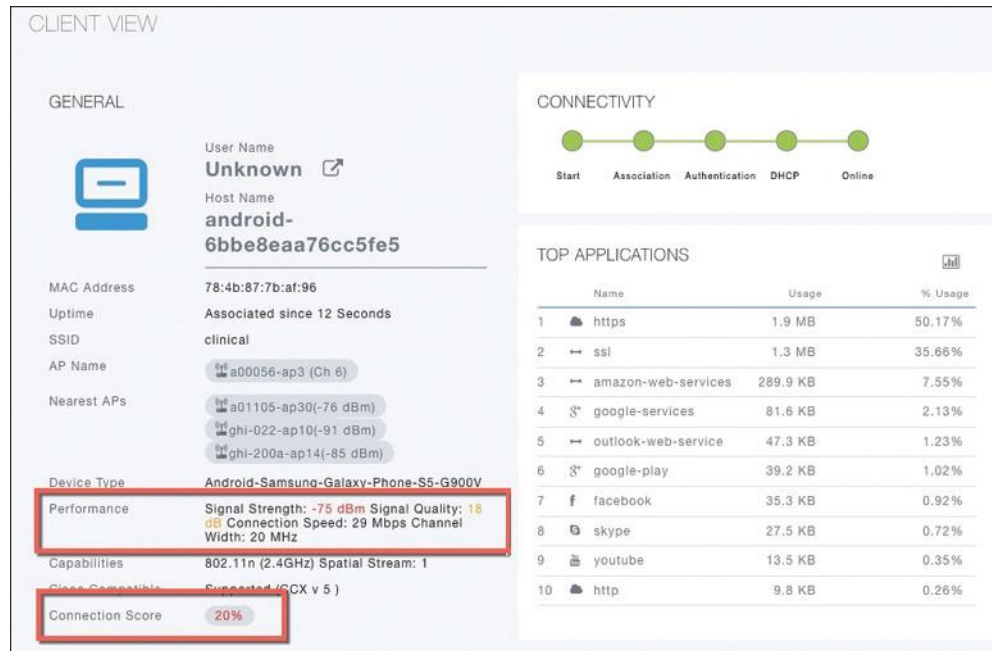 CLIENT VIEW
GENERAL
User Name
Unknown
Host Name
android-
6bbe8eaa76cc5fe5
MAC Address 78:4b:87:7b:af:96
Uptime Associated since 12 Seconds
SSID clinical
AP Name a00056-ap3 (Ch 6)
Nearest APs a01105-ap30(-76 dBm)
ghi-022-ap10(-91 dBm)
ghi-200a-ap14(-85 dBm)
Device Type Android-Samsung-Galaxy-Phone-S5-G900V
Performance Signal Strength: -75 dBm Signal Quality: 18
dB Connection Speed: 29 Mbps Channel
Width: 20 MHz
Capabilities 802.11n (2.4GHz) Spatial Stream: 1
Cisco Compatible Supported (CCX v 5 )
Connection Score 20%
CONNECTIVITY
Start Association Authentication DHCP Online
TOP APPLICATIONS
Name Usage % Usage
1 https 1.9 MB 50.17%
2 ssl 1.3 MB 35.66%
3 amazon-web-services 289.9 KB 7.55%
4 google-services 81.6 KB 2.13%
5 outlook-web-service 47.3 KB 1.23%
6 google-play 39.2 KB 1.02%
7 facebook 35.3 KB 0.92%
8 skype 27.5 KB 0.72%
9 youtube 13.5 KB 0.35%
10 http 9.8 KB 0.26%